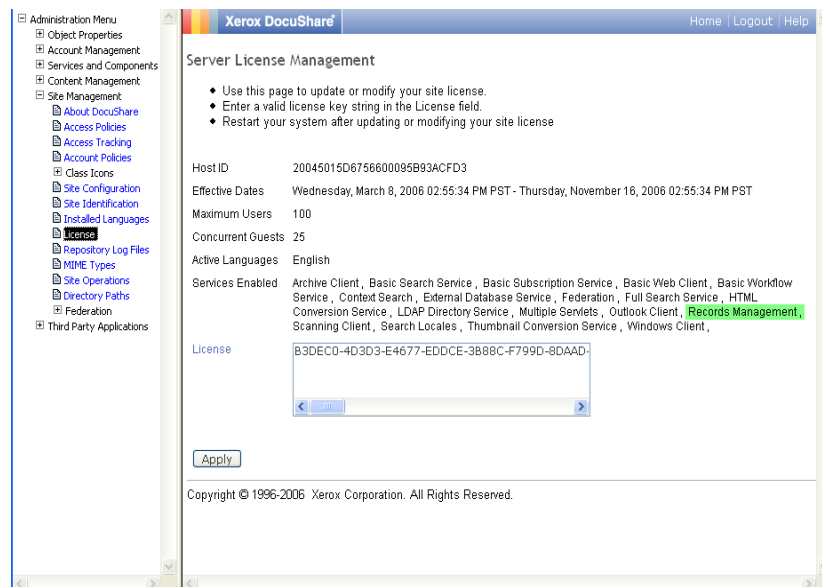 Administration Menu
Object Properties
Account Management
Services and Components
Content Management
Site Management
About DocuShare
Access Policies
Access Tracking
Account Policies
Class Icons
Site Configuration
Site Identification
Installed Languages
License
Repository Log Files
MIME Types
Site Operations
Directory Paths
Federation
Third Party Applications
Xerox DocuShare®
Home | Logout | Help
Server License Management
Use this page to update or modify your site license.
Enter a valid license key string in the License field.
Restart your system after updating or modifying your site license
Host ID 20045015D6756600095B93ACFD3
Effective Dates Wednesday, March 8, 2006 02:55:34 PM PST - Thursday, November 16, 2006 02:55:34 PM PST
Maximum Users 100
Concurrent Guests 25
Active Languages English
Services Enabled Archive Client , Basic Search Service , Basic Subscription Service , Basic Web Client , Basic Workflow
Service , Context Search , External Database Service , Federation , Full Search Service , HTML
Conversion Service , LDAP Directory Service , Multiple Servlets , Outlook Client , Records Management ,
Scanning Client , Search Locales , Thumbnail Conversion Service , Windows Client ,
License B3DEC0-4D3D3-E4677-EDDCE-3B88C-F799D-8DAAD-
Apply
Copyright © 1996-2006 Xerox Corporation. All Rights Reserved.